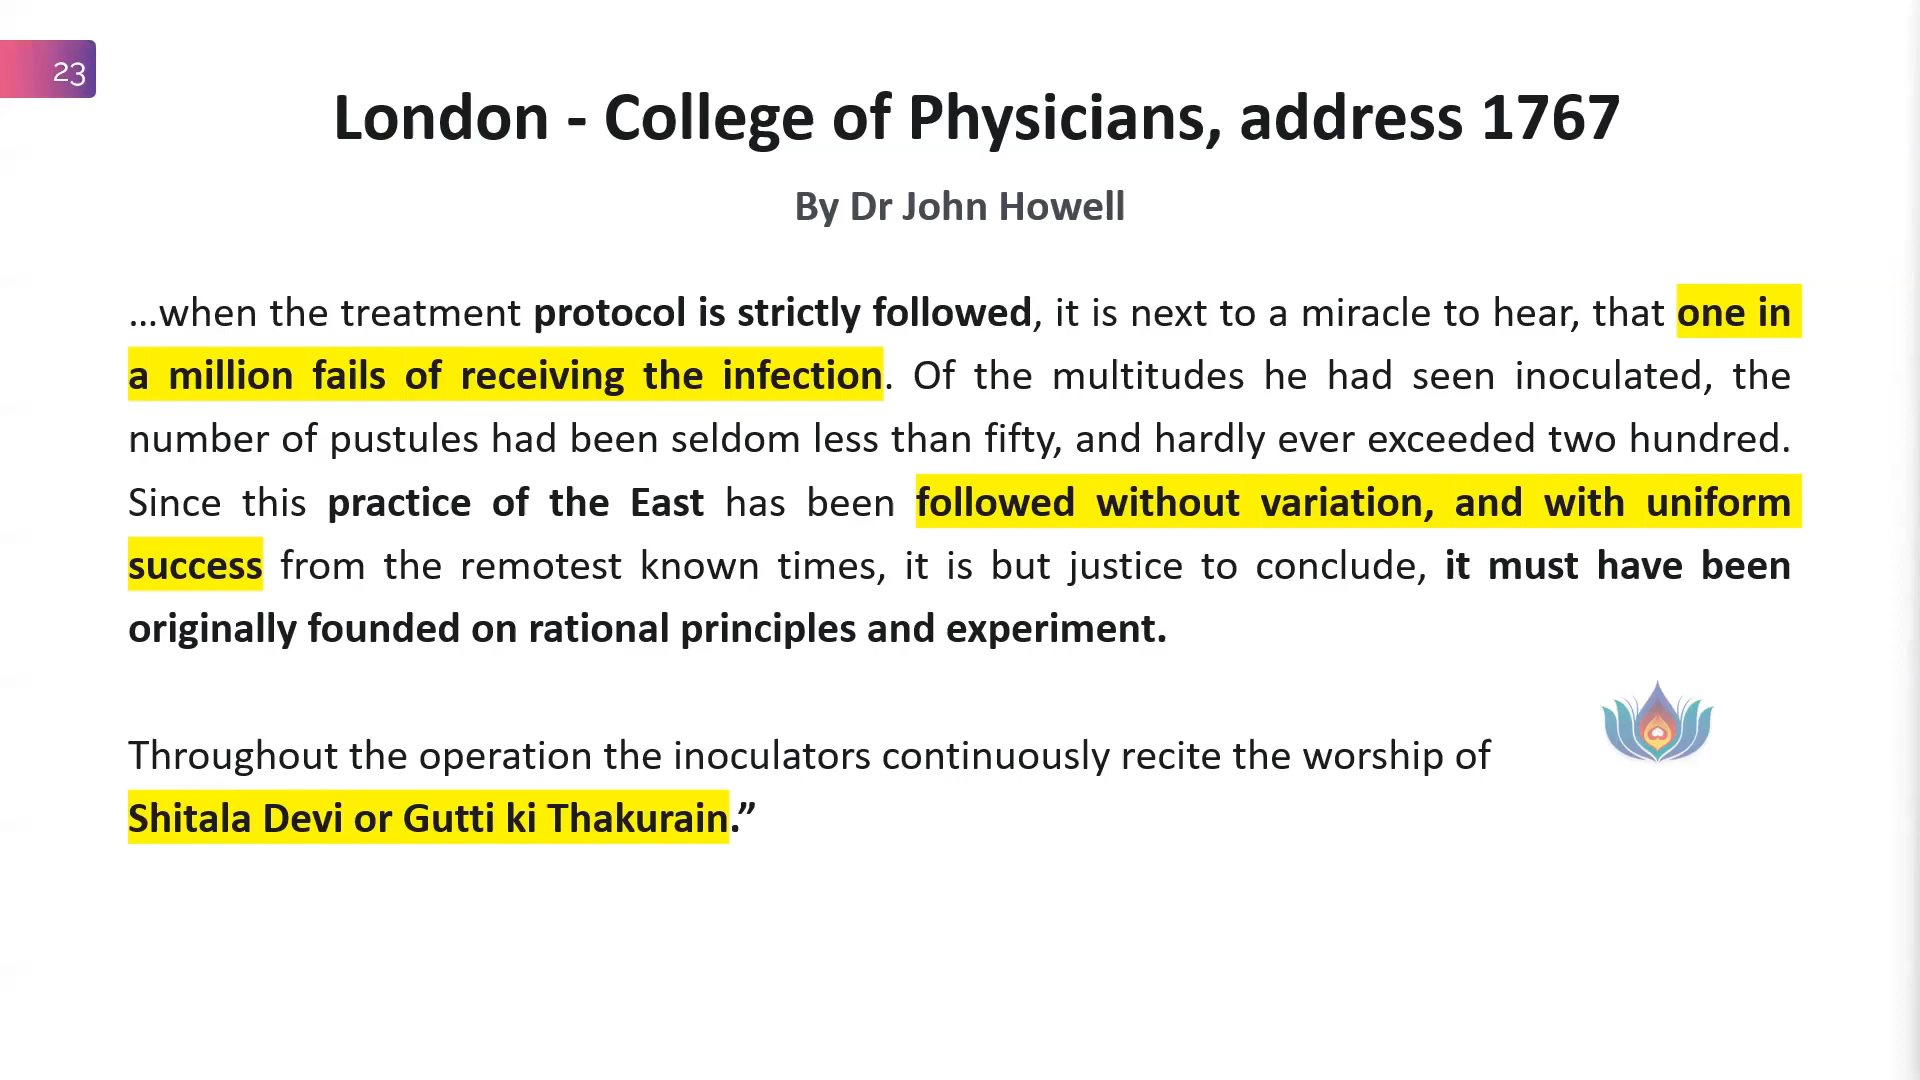 23
London - College of Physicians, address 1767
By Dr John Howell
...when the treatment protocol is strictly followed, it is next to a miracle to hear, that one in
a million fails of receiving the infection. Of the multitudes he had seen inoculated, the
number of pustules had been seldom less than fifty, and hardly ever exceeded two hundred.
Since this practice of the East has been followed without variation, and with uniform
success from the remotest known times, it is but justice to conclude, it must have been
originally founded on rational principles and experiment.
Throughout the operation the inoculators continuously recite the worship of
Shitala Devi or Gutti ki Thakurain.”